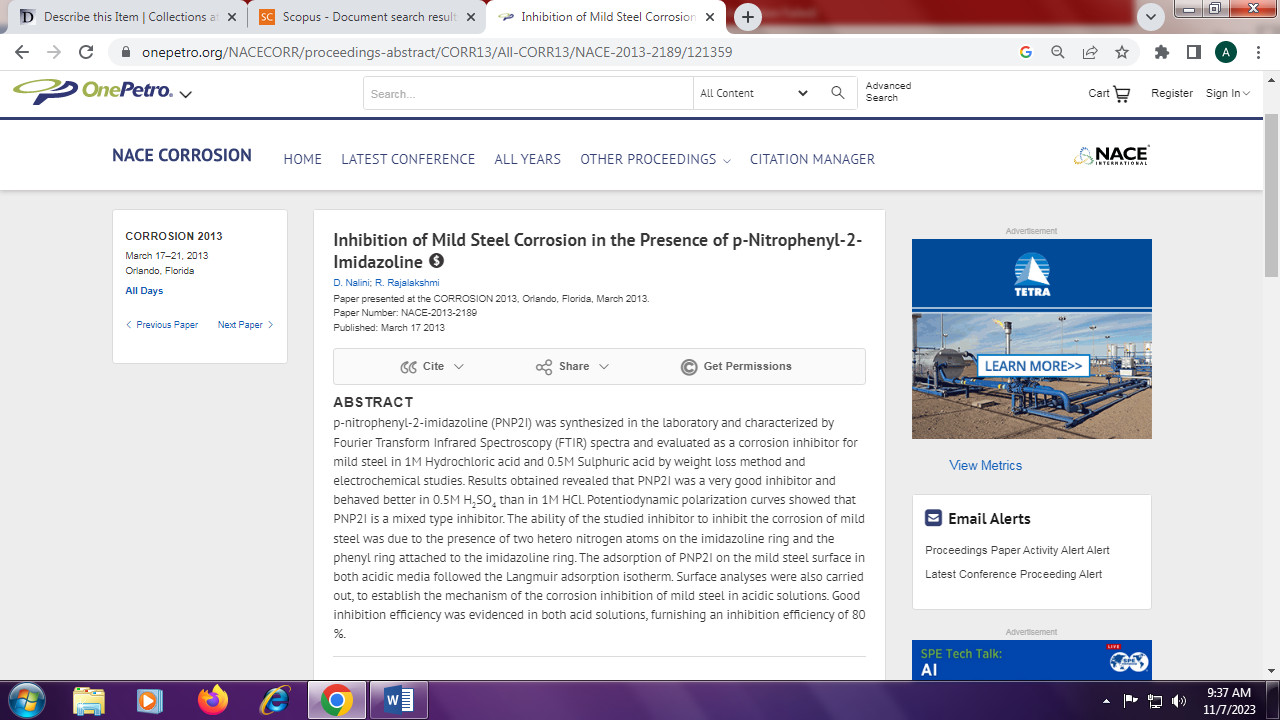 Describe this Item | Collections at
Scopus - Document search result
Inhibition of Mild Steel Corrosion
onepetro.org/NACECORR/proceedings-abstract/CORR13/All-CORR13/NACE-2013-2189/121359
A
OnePetro
Search...
All Content
Advanced
Search
Cart
Register
Sign In
NACE CORROSION
HOME
LATEST CONFERENCE
ALL YEARS
OTHER PROCEEDINGS
CITATION MANAGER
NACE
INTERNATIONAL
CORROSION 2013
March 17–21, 2013
Orlando, Florida
All Days
Previous Paper
Next Paper
Inhibition of Mild Steel Corrosion in the Presence of p-Nitrophenyl-2-
Imidazoline
D. Nalini; R. Rajalakshmi
Paper presented at the CORROSION 2013, Orlando, Florida, March 2013.
Paper Number: NACE-2013-2189
Published: March 17 2013
Cite
Share
Get Permissions
ABSTRACT
p-nitrophenyl-2-imidazoline (PNP2I) was synthesized in the laboratory and characterized by
Fourier Transform Infrared Spectroscopy (FTIR) spectra and evaluated as a corrosion inhibitor for
mild steel in 1M Hydrochloric acid and 0.5M Sulphuric acid by weight loss method and
electrochemical studies. Results obtained revealed that PNP2I was a very good inhibitor and
behaved better in 0.5M H2SO4 than in 1M HCl. Potentiodynamic polarization curves showed that
PNP2I is a mixed type inhibitor. The ability of the studied inhibitor to inhibit the corrosion of mild
steel was due to the presence of two hetero nitrogen atoms on the imidazoline ring and the
phenyl ring attached to the imidazoline ring. The adsorption of PNP2I on the mild steel surface in
both acidic media followed the Langmuir adsorption isotherm. Surface analyses were also carried
out, to establish the mechanism of the corrosion inhibition of mild steel in acidic solutions. Good
inhibition efficiency was evidenced in both acid solutions, furnishing an inhibition efficiency of 80
%.
Advertisement
TETRA
LEARN MORE>>
View Metrics
Email Alerts
Proceedings Paper Activity Alert Alert
Latest Conference Proceeding Alert
Advertisement
SPE Tech Talk:
AI
LIVE
SPE
9:37 AM
11/7/2023